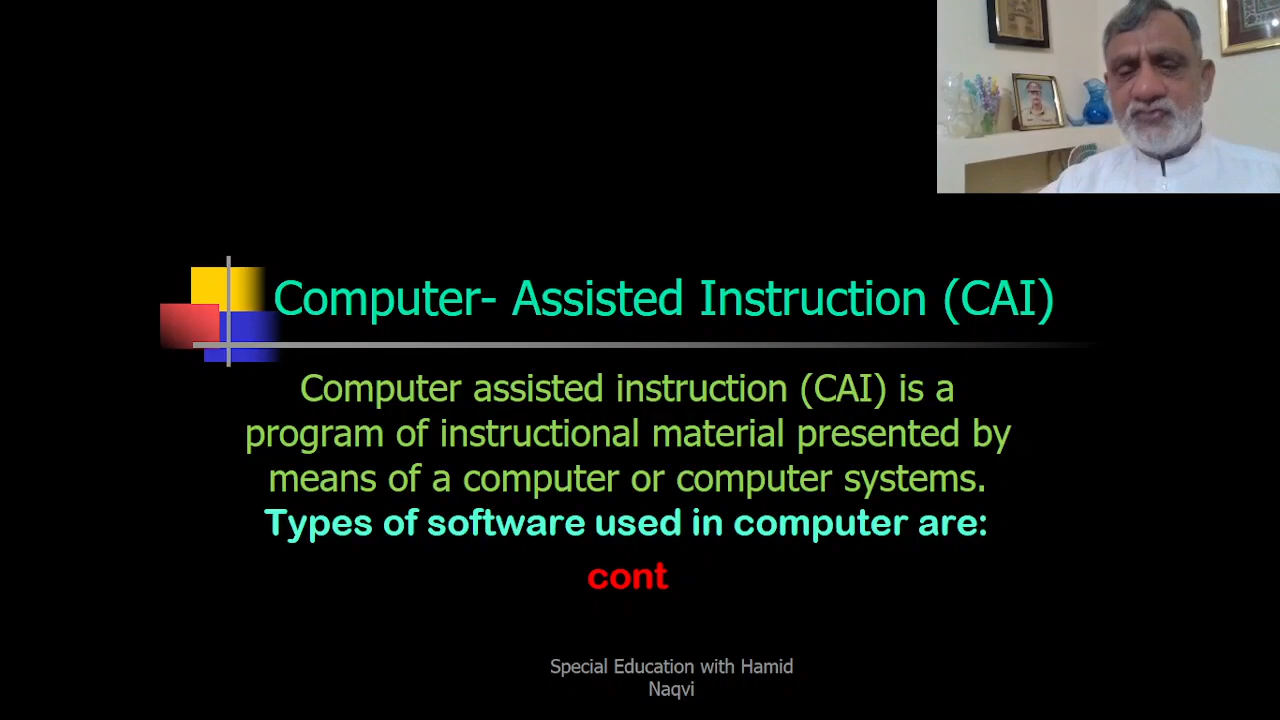 Computer- Assisted Instruction (CAI)
Computer assisted instruction (CAI) is a
program of instructional material presented by
means of a computer or computer systems.
Types of software used in computer are:
cont
Special Education with Hamid
Naqvi